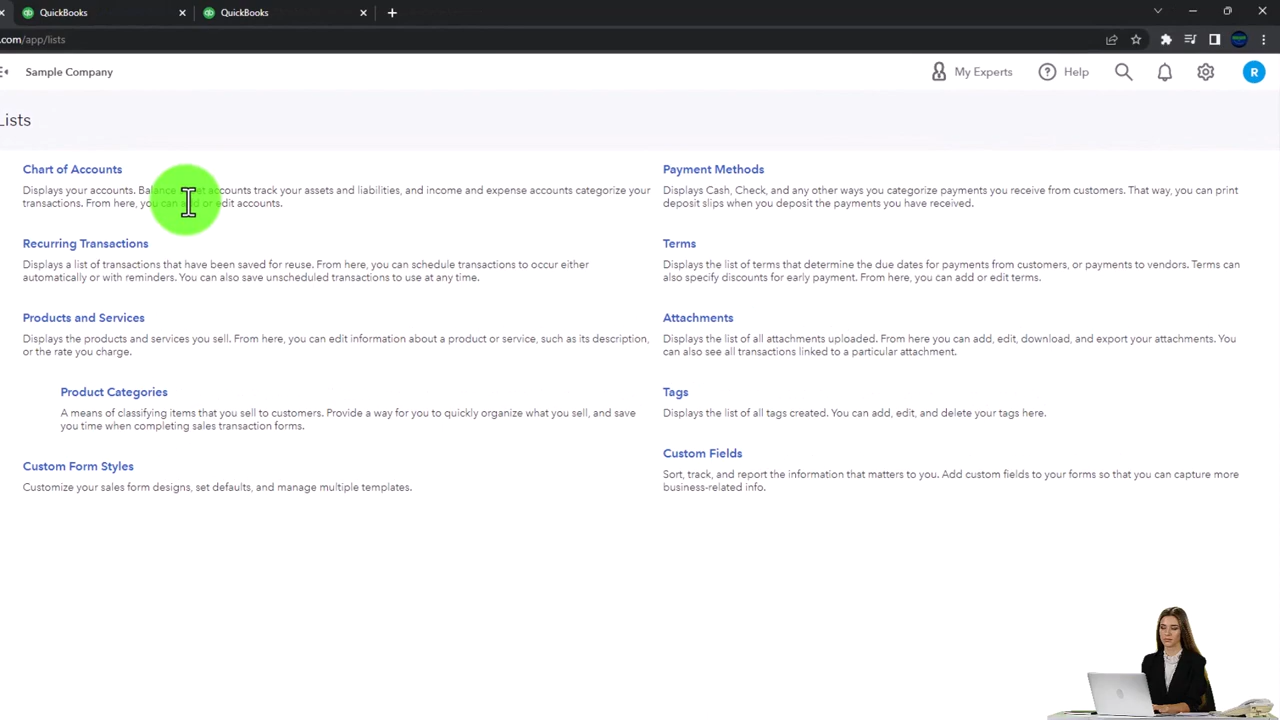 QuickBooks
QuickBooks
.com/app/lists
Sample Company
My Experts
Help
R
Lists
Chart of Accounts
Displays your accounts. Balance accounts track your assets and liabilities, and income and expense accounts categorize your
transactions. From here, you can add or edit accounts.
Recurring Transactions
Displays a list of transactions that have been saved for reuse. From here, you can schedule transactions to occur either
automatically or with reminders. You can also save unscheduled transactions to use at any time.
Products and Services
Displays the products and services you sell. From here, you can edit information about a product or service, such as its description,
or the rate you charge.
Product Categories
A means of classifying items that you sell to customers. Provide a way for you to quickly organize what you sell, and save
you time when completing sales transaction forms.
Custom Form Styles
Customize your sales form designs, set defaults, and manage multiple templates.
Payment Methods
Displays Cash, Check, and any other ways you categorize payments you receive from customers. That way, you can print
deposit slips when you deposit the payments you have received.
Terms
Displays the list of terms that determine the due dates for payments from customers, or payments to vendors. Terms can
also specify discounts for early payment. From here, you can add or edit terms.
Attachments
Displays the list of all attachments uploaded. From here you can add, edit, download, and export your attachments. You
can also see all transactions linked to a particular attachment.
Tags
Displays the list of all tags created. You can add, edit, and delete your tags here.
Custom Fields
Sort, track, and report the information that matters to you. Add custom fields to your forms so that you can capture more
business-related info.